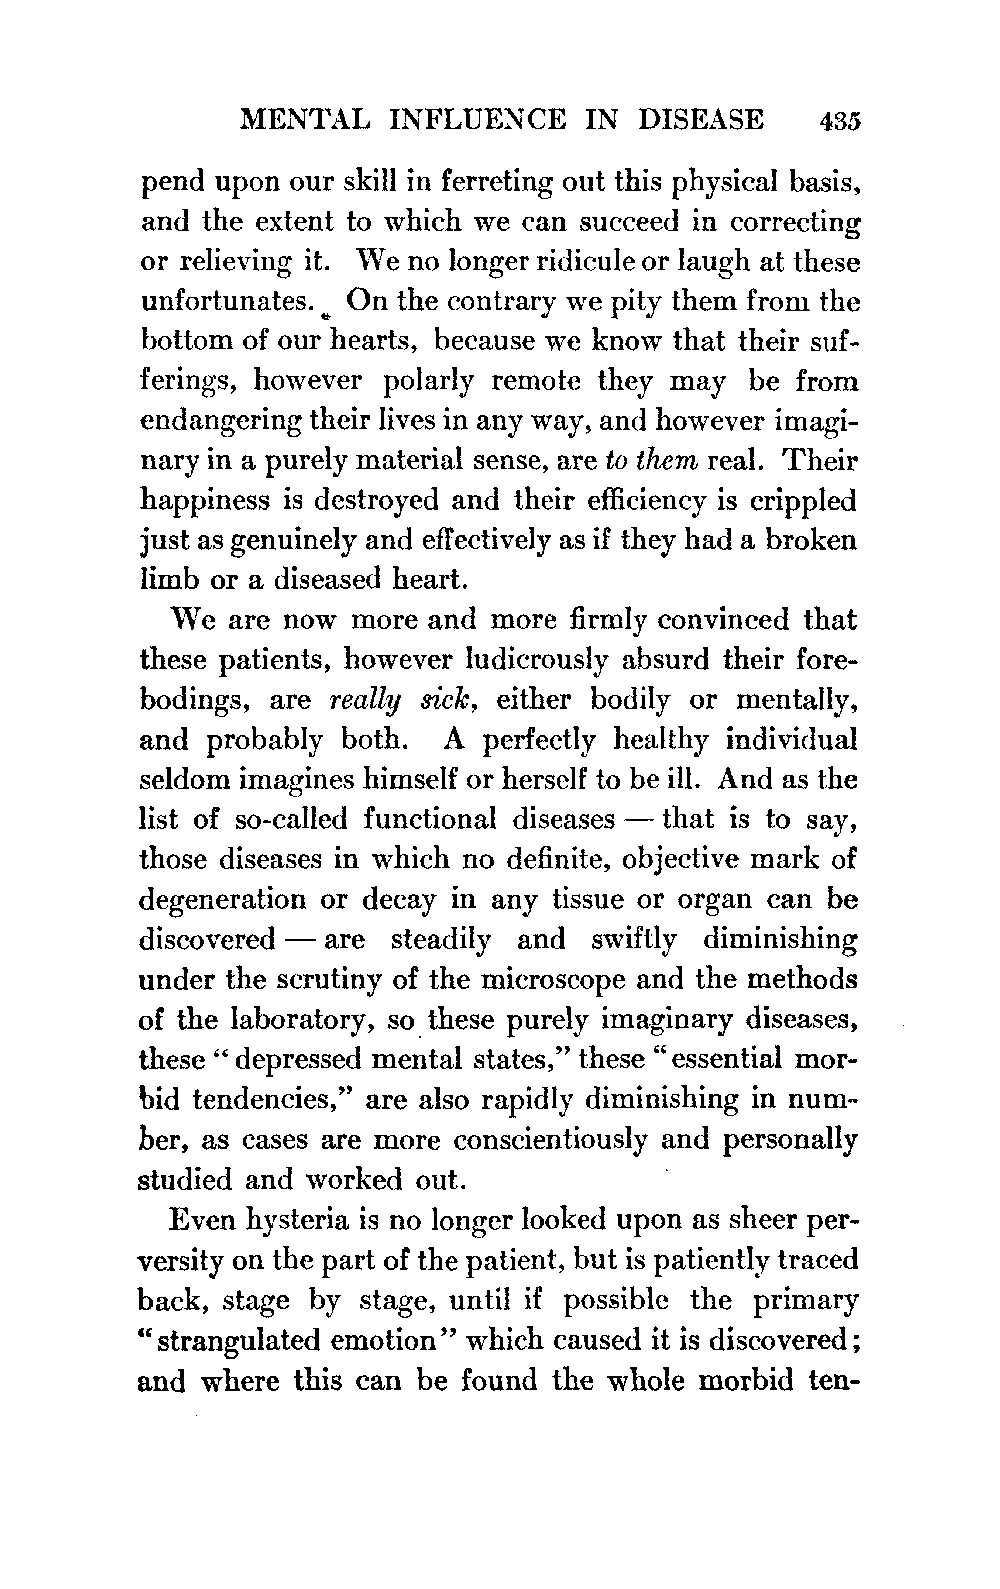 MENTAL INFLUENCE IN DISEASE 435
pend upon our skill in ferreting out this physical basis,
and the extent to which we can succeed in correcting
or relieving it. We no longer ridicule or laugh at these
unfortunates. On the contrary we pity them from the
bottom of our hearts, because we know that their suf-
ferings, however polarly remote they may be from
endangering their lives in any way, and however imagi-
nary in a purely material sense, are to them real. Their
happiness is destroyed and their efficiency is crippled
just as genuinely and effectively as if they had a broken
limb or a diseased heart.
We are now more and more firmly convinced that
these patients, however ludicrously absurd their fore-
bodings, are really sick, either bodily or mentally,
and probably both. A perfectly healthy individual
seldom imagines himself or herself to be ill. And as the
list of so-called functional diseases — that is to say,
those diseases in which no definite, objective mark of
degeneration or decay in any tissue or organ can be
discovered — are steadily and swiftly diminishing
under the scrutiny of the microscope and the methods
of the laboratory, so these purely imaginary diseases,
these "depressed mental states," these "essential mor-
bid tendencies," are also rapidly diminishing in num-
ber, as cases are more conscientiously and personally
studied and worked out.
Even hysteria is no longer looked upon as sheer per-
versity on the part of the patient, but is patiently traced
back, stage by stage, until if possible the primary
"strangulated emotion" which caused it is discovered;
and where this can be found the whole morbid ten-